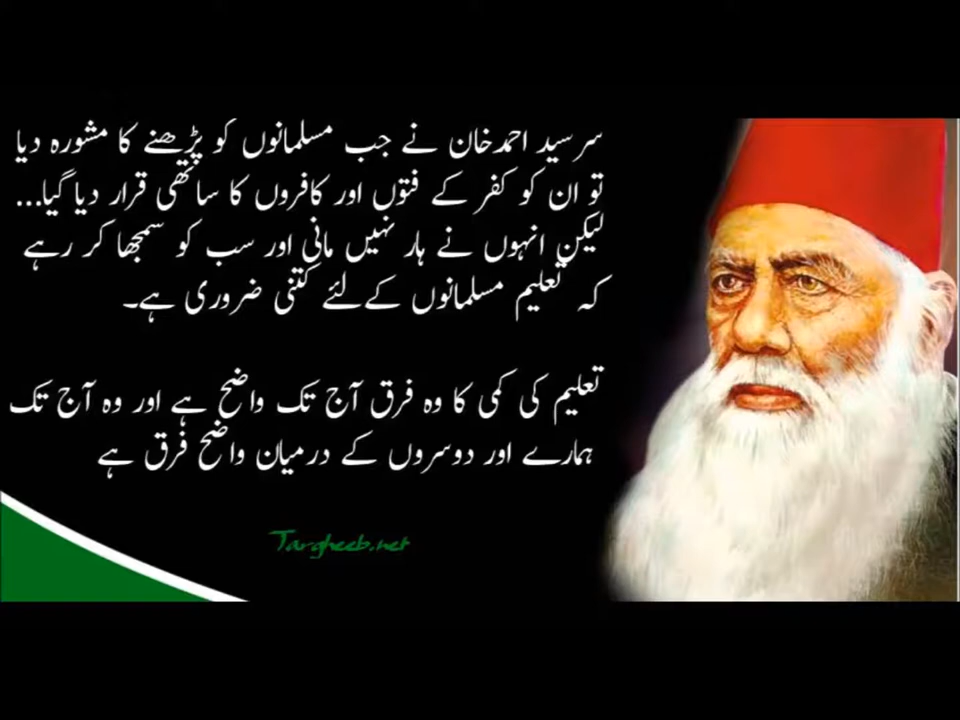 سر سید احمد خان نے جب مسلمانوں کو پڑھنے کا مشورہ دیا
تو ان کو کفر کے فتوں اور کافروں کا ساتھی قرار دیا گیا...
لیکن انہوں نے ہار نہیں مانی اور سب کو سمجھا کر رہے
کہ تعلیم مسلمانوں کے لئے کتنی ضروری ہے۔
تعلیم کی کمی کا وہ فرق آج تک واضح ہے اور وہ آج تک
ہمارے اور دوسروں کے درمیان واضح فرق ہے
Targheeb.net